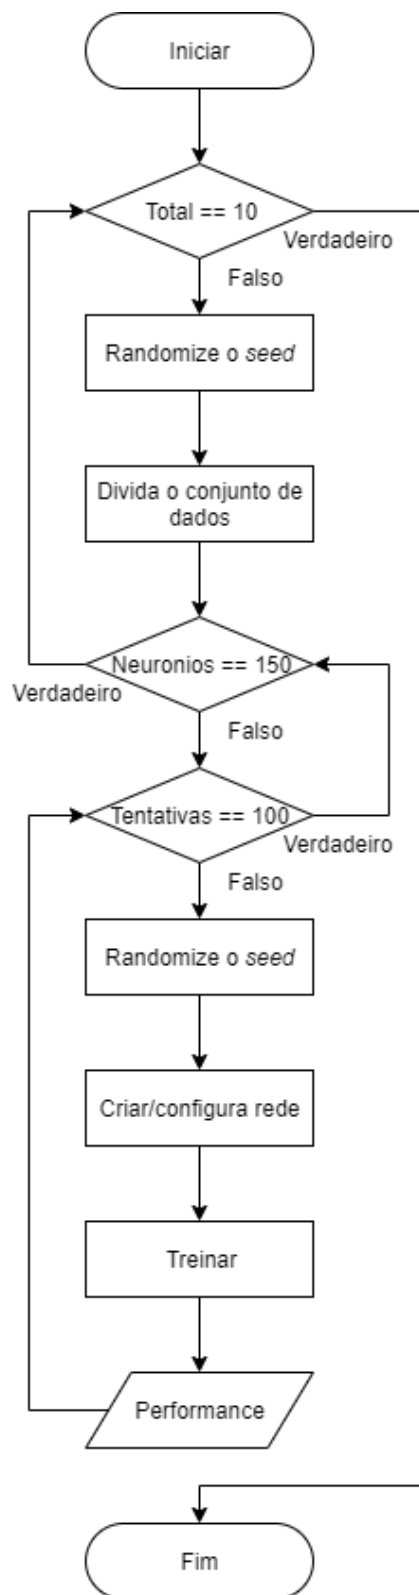 Iniciar
Total == 10
Verdadeiro
Falso
Randomize o seed
Divida o conjunto de
dados
Neuronios == 150
Verdadeiro
Falso
Tentativas == 100
Verdadeiro
Falso
Randomize o seed
Criar/configura rede
Treinar
Performance
Fim